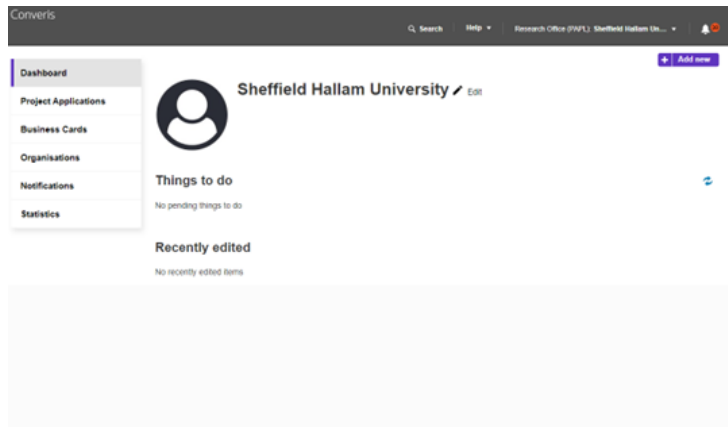 Converis
Search Help Research Office (PAPL): Sheffield Hallam Un...
Add new
Dashboard
Project Applications
Business Cards
Organisations
Notifications
Statistics
Sheffield Hallam University Edit
Things to do
No pending things to do
Recently edited
No recently edited items